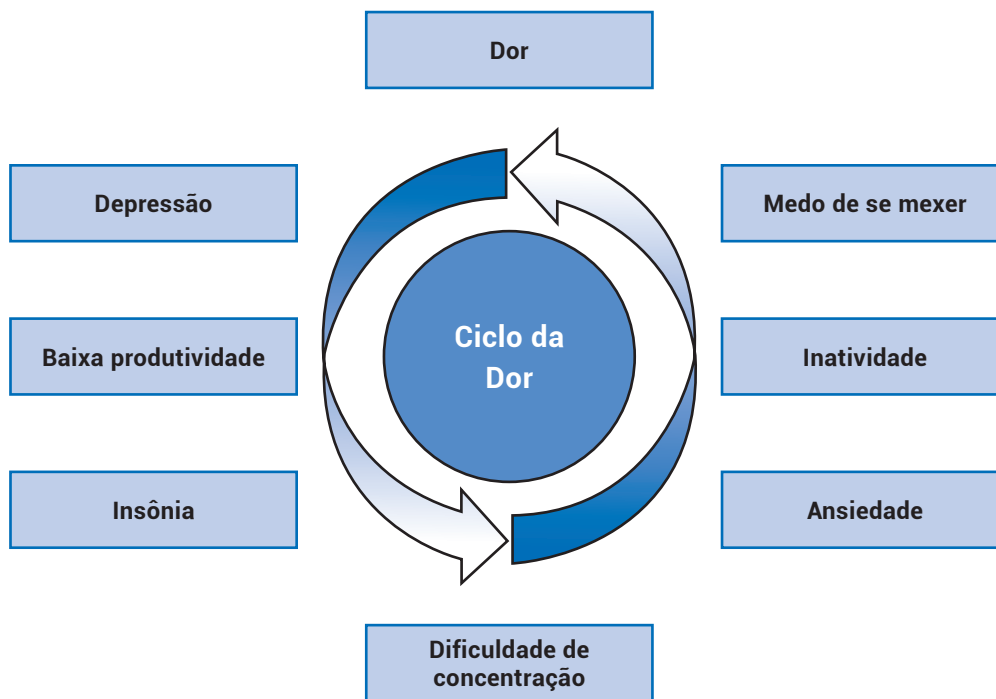 Dor
Depressão
Medo de se mexer
Baixa produtividade
Ciclo da
Dor
Inatividade
Insônia
Ansiedade
Dificuldade de
concentração